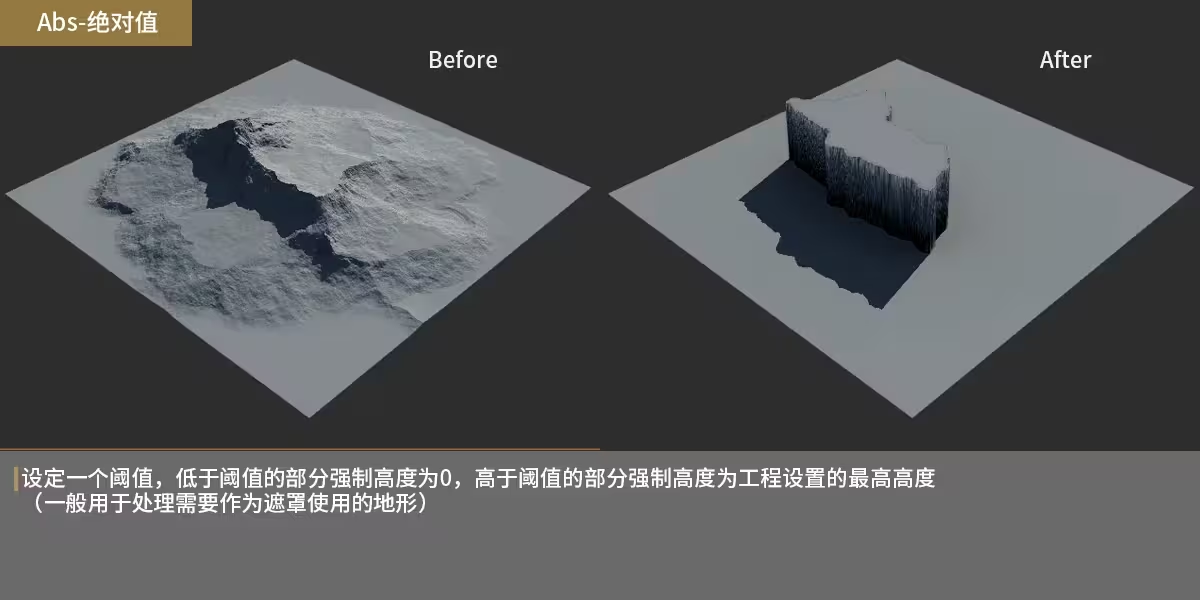 Abs-绝对值
Before
After
设定一个阈值，低于阈值的部分强制高度为0，高于阈值的部分强制高度为工程设置的最高高度
（一般用于处理需要作为遮罩使用的地形）